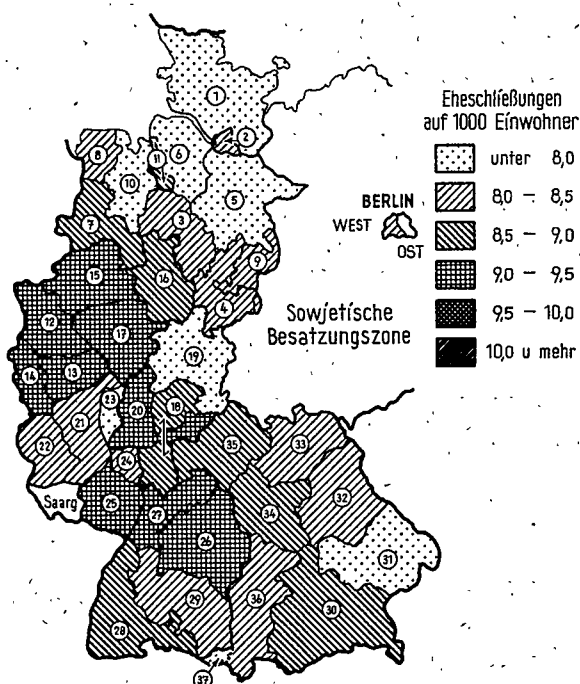 Eheschließungen
auf 1000 Einwohner
unter 8,0
8,0 – 8,5
8,5 – 9,0
9,0 – 9,5
9,5 – 10,0
10,0 u mehr
BERLIN
WEST
OST
Sowjetische
Besatzungszone
Saarg
1
2
6
8
11
10
5
3
7
9
16
15
4
12
17
19
14
13
23
20
18
21
22
35
33
24
25
32
27
34
26
31
29
36
30
28
37